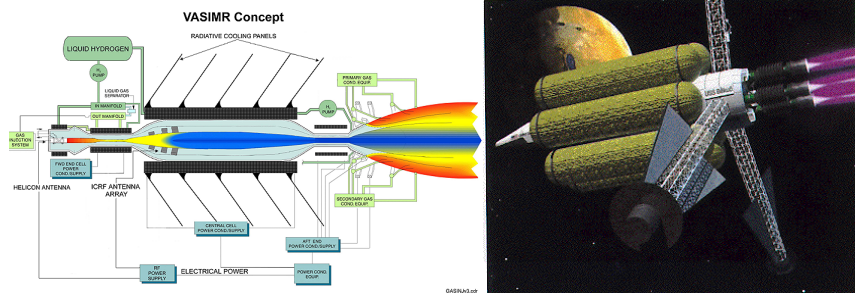 VASIMR Concept
RADIATIVE COOLING PANELS
LIQUID HYDROGEN
H₂
PUMP
LIQUID GAS
SEPARATOR
IN MANIFOLD
OUT MANIFOLD
GAS
INJECTION
SYSTEM
FWD END CELL
POWER
COND./SUPPLY
HELICON ANTENNA
ICRF ANTENNA
ARRAY
H₂
PUMP
PRIMARY GAS
COND. EQUIP.
SECONDARY GAS
COND. EQUIP.
CENTRAL CELL
POWER COND./SUPPLY
AFT END
POWER COND./SUPPLY
RF
POWER
SUPPLY
ELECTRICAL POWER
POWER COND.
EQUIP.
GASINJv3.cdr